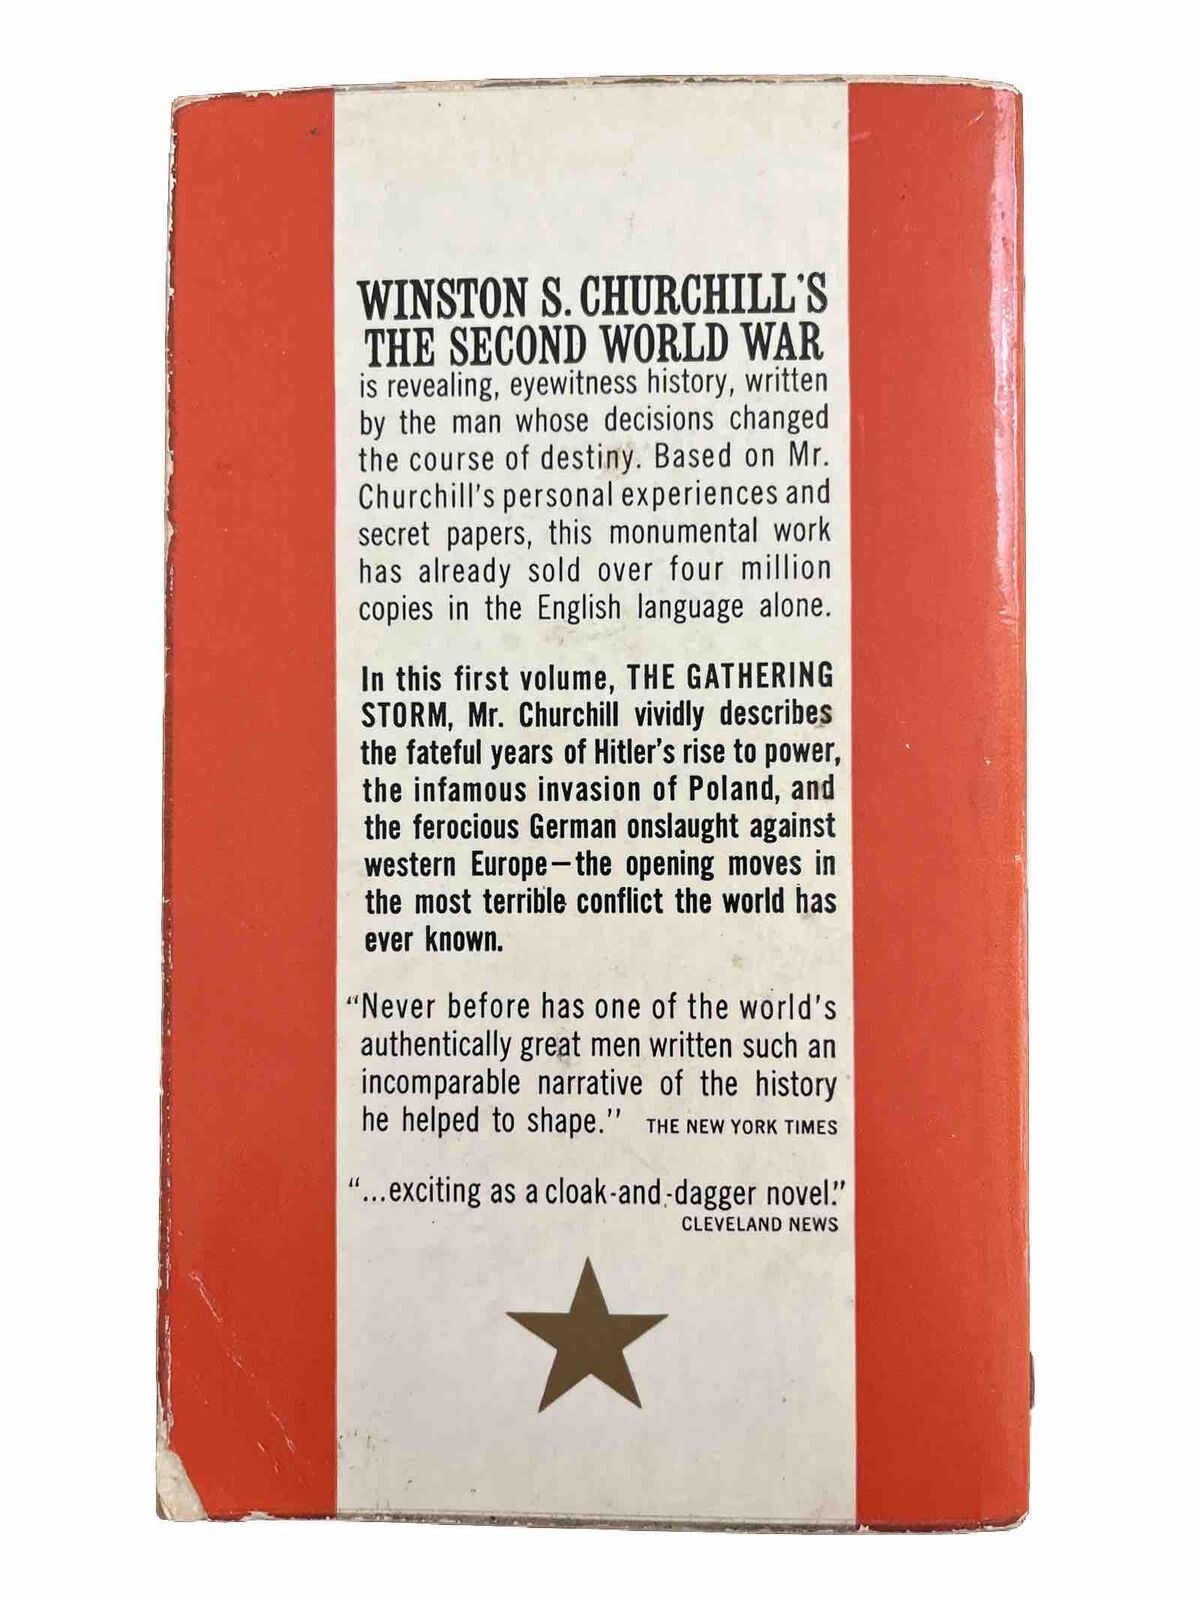 WINSTON S. CHURCHILL'S
THE SECOND WORLD WAR
is revealing, eyewitness history, written
by the man whose decisions changed
the course of destiny. Based on Mr.
Churchill's personal experiences and
secret papers, this monumental work
has already sold over four million
copies in the English language alone.
In this first volume, THE GATHERING
STORM, Mr. Churchill vividly describes
the fateful years of Hitler's rise to power,
the infamous invasion of Poland, and
the ferocious German onslaught against
western Europe—the opening moves in
the most terrible conflict the world has
ever known.
"Never before has one of the world's
authentically great men written such an
incomparable narrative of the history
he helped to shape." THE NEW YORK TIMES
"...exciting as a cloak-and-dagger novel."
CLEVELAND NEWS